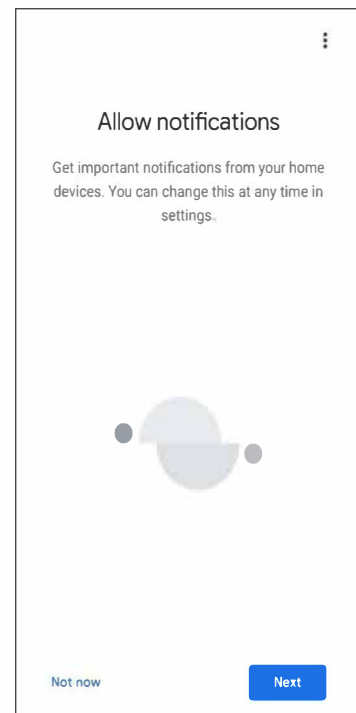 Allow notifications
Get important notifications from your home
devices. You can change this at any time in
settings.
Not now
Next